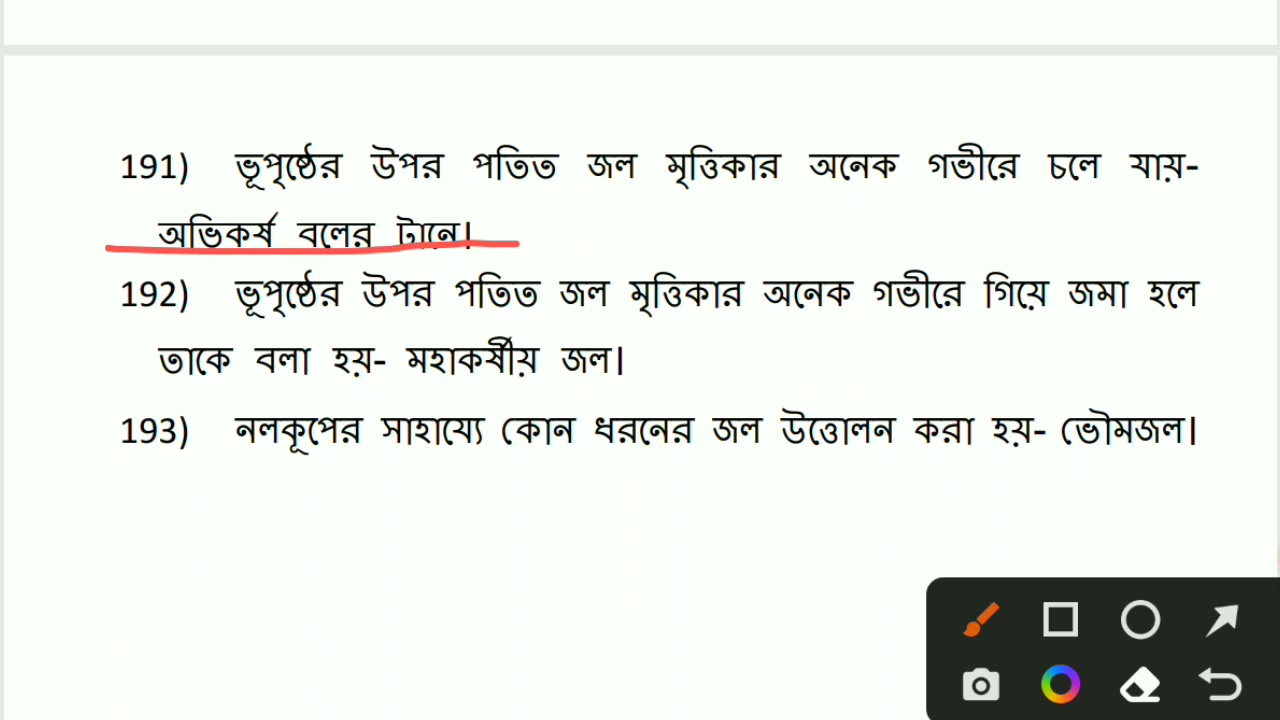 191) ভূপৃষ্ঠের উপর পতিত জল মৃত্তিকার অনেক গভীরে চলে যায়-
অভিকর্ষ বলের টানে।
192) ভূপৃষ্ঠের উপর পতিত জল মৃত্তিকার অনেক গভীরে গিয়ে জমা হলে
তাকে বলা হয়- মহাকর্ষীয় জল।
193) নলকূপের সাহায্যে কোন ধরনের জল উত্তোলন করা হয়- ভৌমজল।